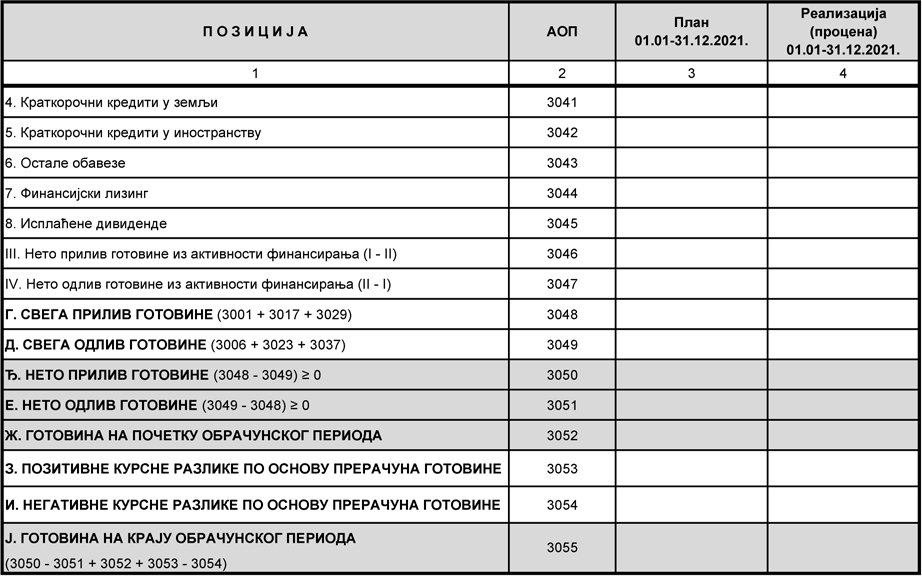 П О З И Ц И Ј А АОП План 01.01-31.12.2021. Реализација (процена) 01.01-31.12.2021.
1 2 3 4
4. Краткорочни кредити у земљи 3041
5. Краткорочни кредити у иностранству 3042
6. Остале обавезе 3043
7. Финансијски лизинг 3044
8. Исплаћене дивиденде 3045
III. Нето прилив готовине из активности финансирања (I - II) 3046
IV. Нето одлив готовине из активности финансирања (II - I) 3047
Г. СВЕГА ПРИЛИВ ГОТОВИНЕ (3001 + 3017 + 3029) 3048
Д. СВЕГА ОДЛИВ ГОТОВИНЕ (3006 + 3023 + 3037) 3049
Ђ. НЕТО ПРИЛИВ ГОТОВИНЕ (3048 - 3049) ≥ 0 3050
Е. НЕТО ОДЛИВ ГОТОВИНЕ (3049 - 3048) ≥ 0 3051
Ж. ГОТОВИНА НА ПОЧЕТКУ ОБРАЧУНСКОГ ПЕРИОДА 3052
З. ПОЗИТИВНЕ КУРСНЕ РАЗЛИКЕ ПО ОСНОВУ ПРЕРАЧУНА ГОТОВИНЕ 3053
И. НЕГАТИВНЕ КУРСНЕ РАЗЛИКЕ ПО ОСНОВУ ПРЕРАЧУНА ГОТОВИНЕ 3054
Ј. ГОТОВИНА НА КРАЈУ ОБРАЧУНСКОГ ПЕРИОДА
(3050 - 3051 + 3052 + 3053 - 3054) 3055